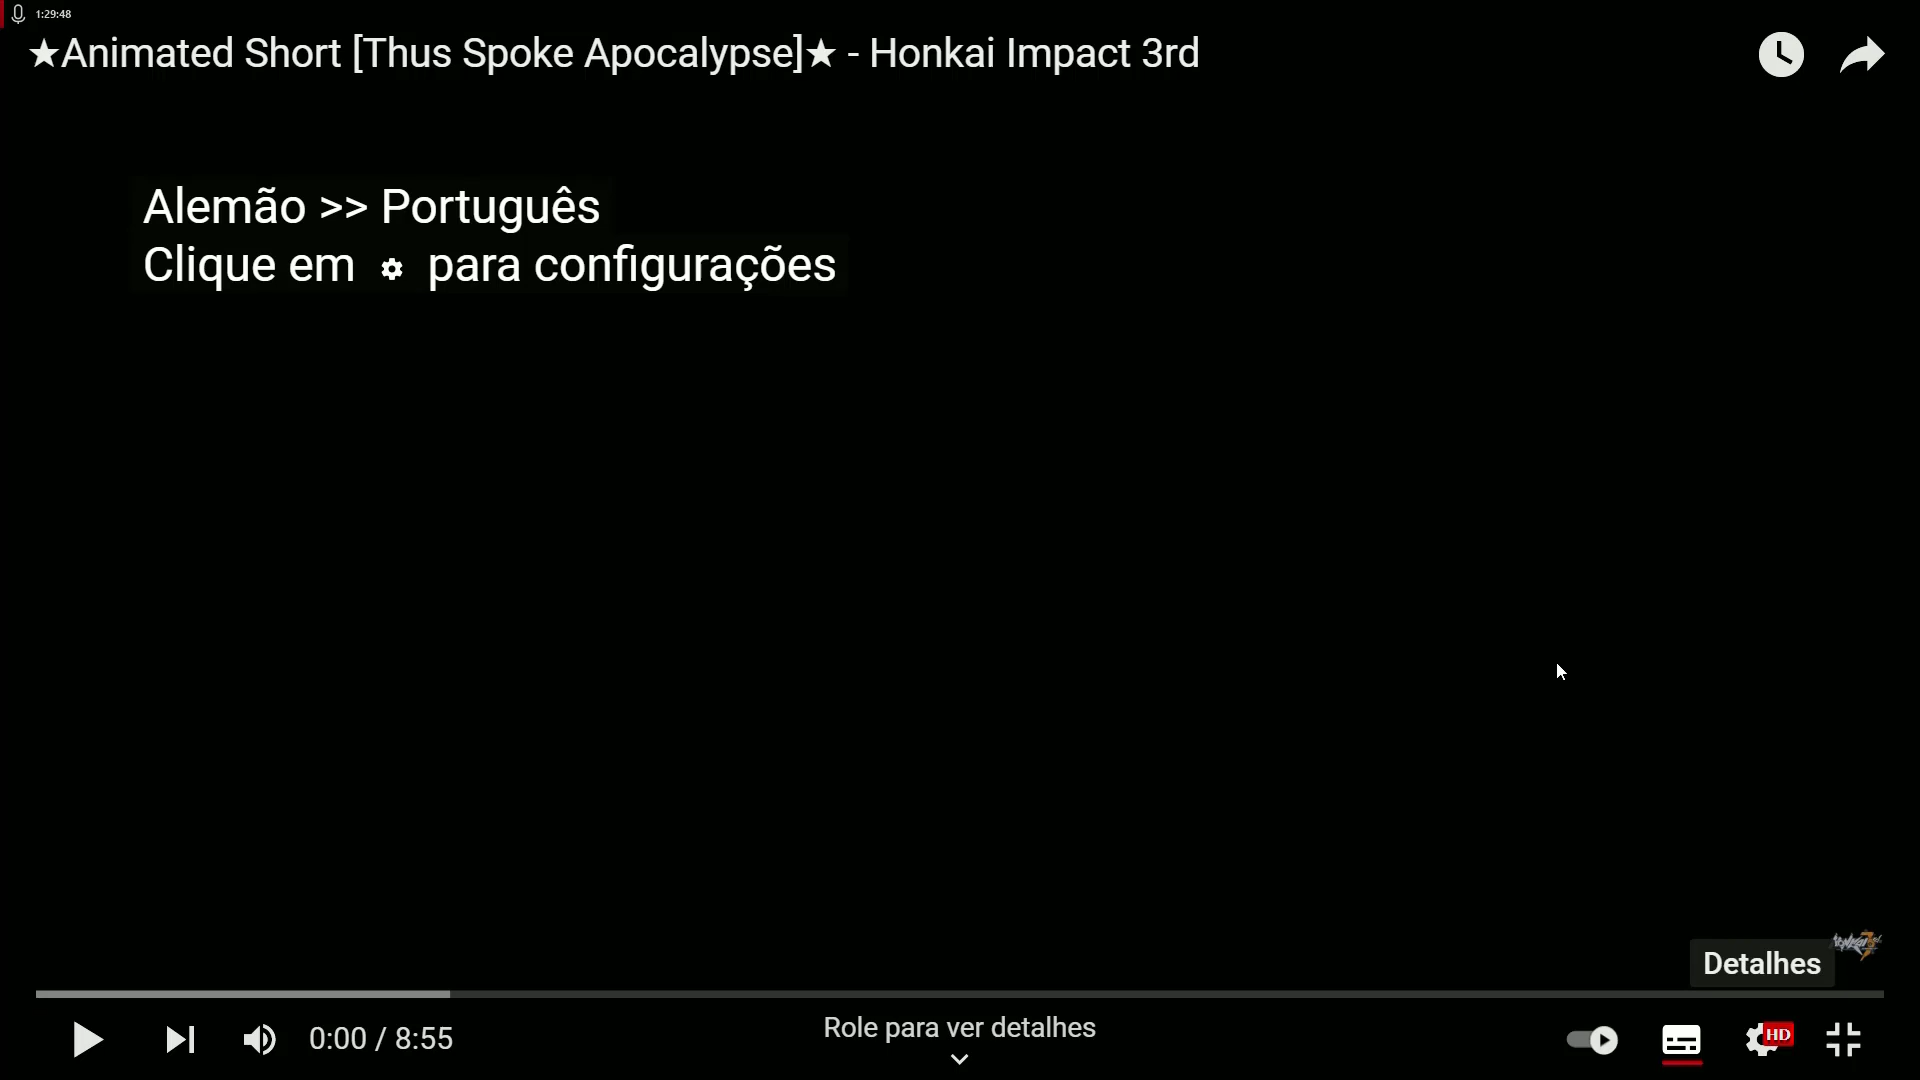 1:29:48
★Animated Short [Thus Spoke Apocalypse]★ - Honkai Impact 3rd
Alemão >> Português
Clique em ⚙ para configurações
Detalhes
0:00 / 8:55
Role para ver detalhes
HD